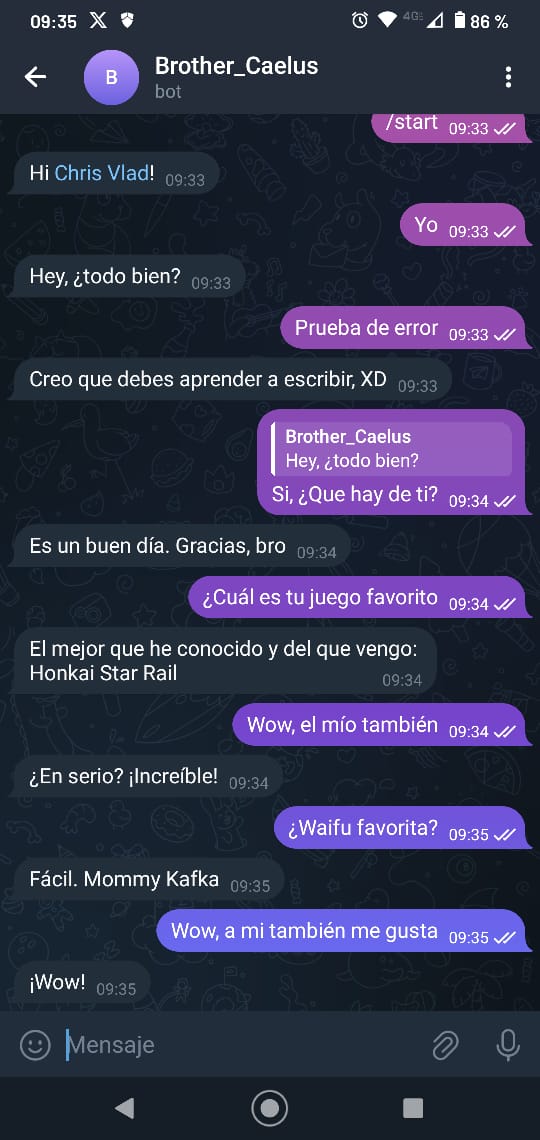 09:35 X 4G 86 %
B
Brother_Caelus
bot
/start 09:33
Hi Chris Vlad! 09:33
Yo 09:33
Hey, ¿todo bien? 09:33
Prueba de error 09:33
Creo que debes aprender a escribir, XD 09:33
Brother_Caelus
Hey, ¿todo bien?
Si, ¿Que hay de ti? 09:34
Es un buen día. Gracias, bro 09:34
¿Cuál es tu juego favorito 09:34
El mejor que he conocido y del que vengo:
Honkai Star Rail 09:34
Wow, el mío también 09:34
¿En serio? ¡Increíble! 09:34
¿Waifu favorita? 09:35
Fácil. Mommy Kafka 09:35
Wow, a mi también me gusta 09:35
¡Wow! 09:35
Mensaje